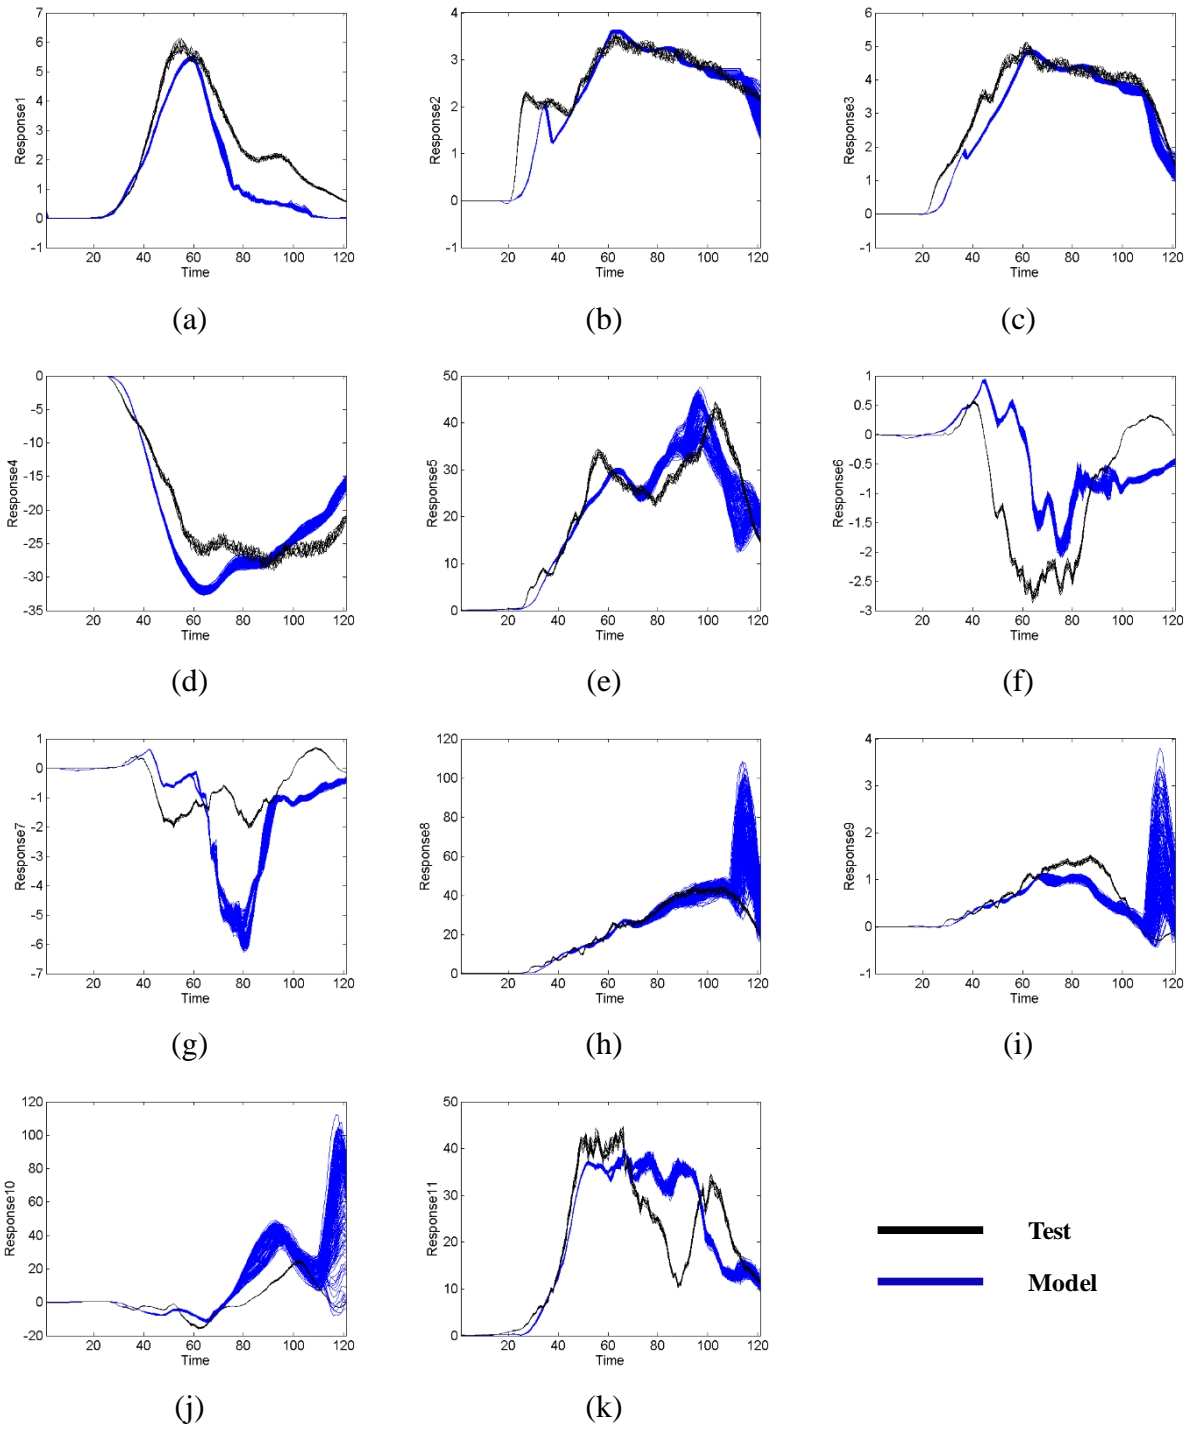 7
6
5
4
3
2
1
0
-1
Response1
20 40 60 80 100 120
Time
(a)
4
3
2
1
0
-1
Response2
20 40 60 80 100 120
Time
(b)
6
5
4
3
2
1
0
-1
Response3
20 40 60 80 100 120
Time
(c)
0
-5
-10
-15
-20
-25
-30
-35
Response4
20 40 60 80 100 120
Time
(d)
50
40
30
20
10
0
Response5
20 40 60 80 100 120
Time
(e)
1
0.5
0
-0.5
-1
-1.5
-2
-2.5
-3
Response6
20 40 60 80 100 120
Time
(f)
1
0
-1
-2
-3
-4
-5
-6
-7
Response7
20 40 60 80 100 120
Time
(g)
120
100
80
60
40
20
0
Response8
20 40 60 80 100 120
Time
(h)
4
3
2
1
0
-1
Response9
20 40 60 80 100 120
Time
(i)
120
100
80
60
40
20
0
-20
Response10
20 40 60 80 100 120
Time
(j)
50
40
30
20
10
0
Response11
20 40 60 80 100 120
Time
(k)
Test
Model